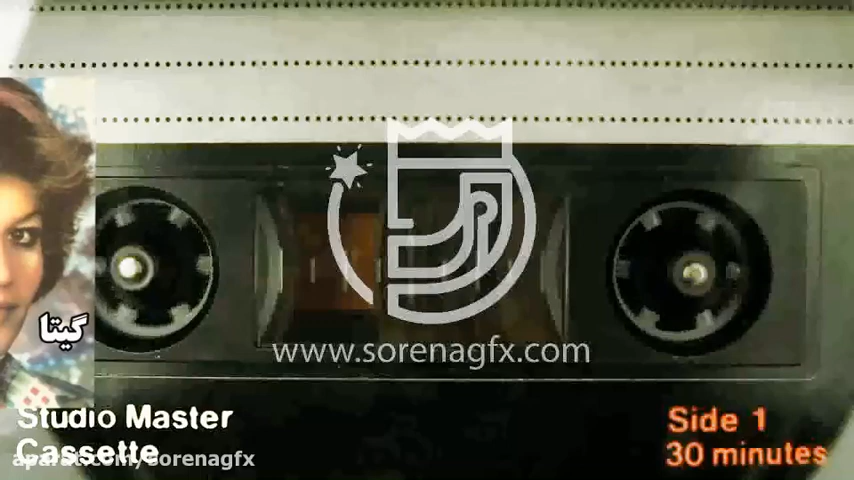 www.sorenagfx.com
گیتا
Studio Master
Cassette
aparat.com/sorenagfx
Side 1
30 minutes